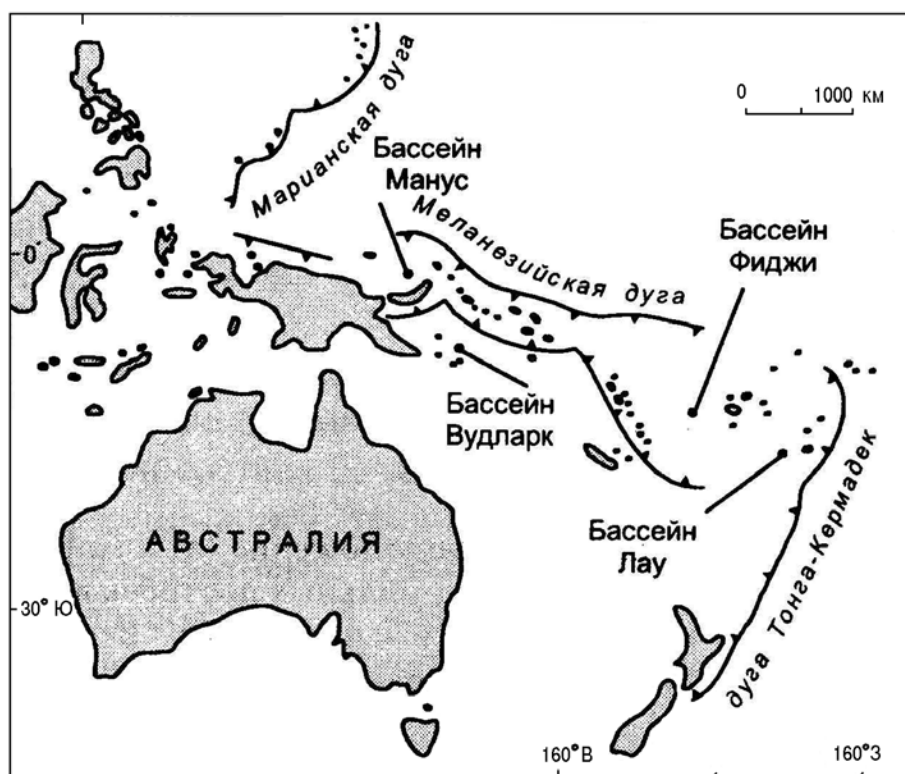 0 1000 км
Марианская дуга
Бассейн
Манус
Меланезийская дуга
Бассейн
Фиджи
0°
Бассейн
Вудларк
АВСТРАЛИЯ
Бассейн
Лау
дуга Тонга-Кермадек
30° Ю
160° В
160° З